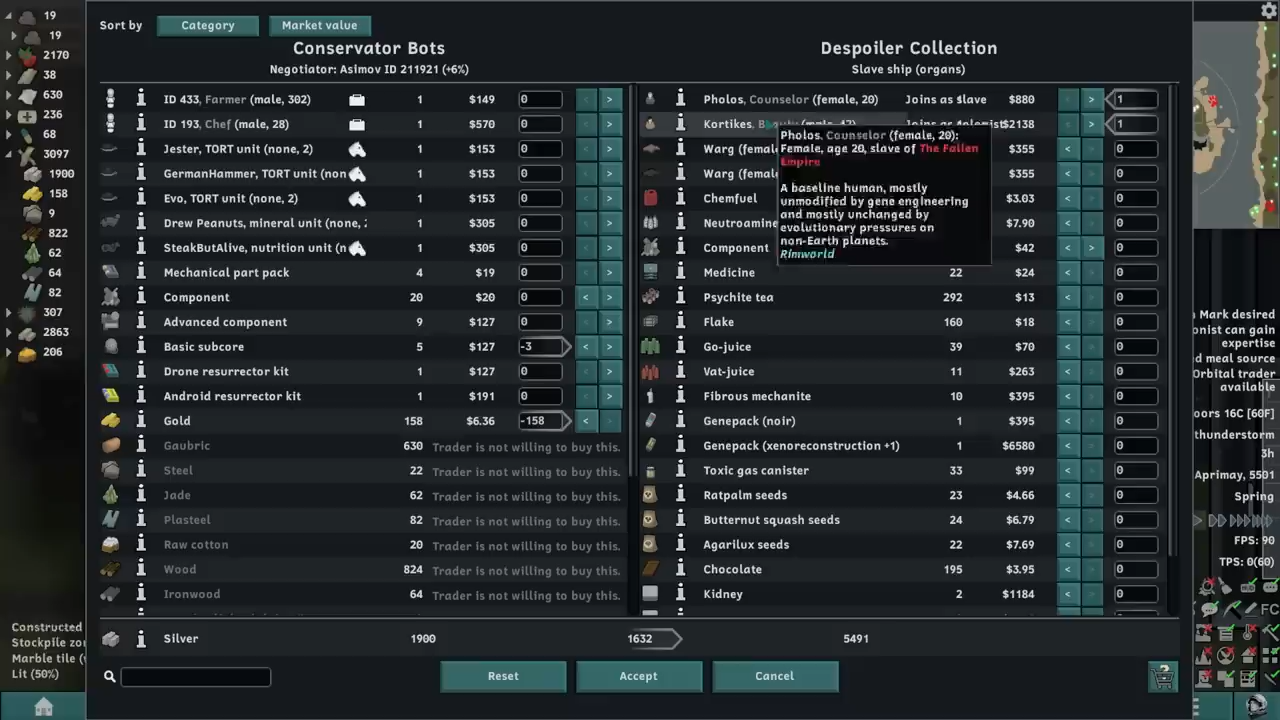 Sort by Category Market value
Conservator Bots
Negotiator: Asimov ID 211921 (+6%)
Despoiler Collection
Slave ship (organs)
19
19
2170
38
630
236
68
3097
1900
158
9
822
62
64
82
307
2863
206
ID 433, Farmer (male, 302) 1 $149 0 >
ID 193, Chef (male, 28) 1 $570 0 >
Jester, TORT unit (none, 2) 1 $153 0 >
GermanHammer, TORT unit (non 1 $153 0 >
Evo, TORT unit (none, 2) 1 $153 0 >
Drew Peanuts, mineral unit (none, 1 $305 0 >
SteakButAlive, nutrition unit (n 1 $305 0 >
Mechanical part pack 4 $19 0 >
Component 20 $20 0 < >
Advanced component 9 $127 0 >
Basic subcore 5 $127 -3 < >
Drone resurrector kit 1 $127 0 >
Android resurrector kit 1 $191 0 >
Gold 158 $6.36 -158 < >
Gaubric 630 Trader is not willing to buy this.
Steel 22 Trader is not willing to buy this.
Jade 62 Trader is not willing to buy this.
Plasteel 82 Trader is not willing to buy this.
Raw cotton 20 Trader is not willing to buy this.
Wood 824 Trader is not willing to buy this.
Ironwood 64 Trader is not willing to buy this.
Pholos, Counselor (female, 20) Joins as slave $880 < > 1
Kortikes, (male, 47) Joins as colonist $2138 < > 1
Warg (fema $355 < > 0
Warg (fema $355 < > 0
Chemfuel $3.03 < > 0
Neutroamine $7.90 < > 0
Component $42 < > 0
Medicine 22 $24 < > 0
Psychite tea 292 $13 < > 0
Flake 160 $18 < > 0
Go-juice 39 $70 < > 0
Vat-juice 11 $263 < > 0
Fibrous mechanite 10 $395 < > 0
Genepack (noir) 1 $395 < > 0
Genepack (xenoreconstruction +1) 1 $6580 < > 0
Toxic gas canister 33 $99 < > 0
Ratpalm seeds 23 $4.66 < > 0
Butternut squash seeds 24 $6.79 < > 0
Agarilux seeds 22 $7.69 < > 0
Chocolate 195 $3.95 < > 0
Kidney 2 $1184 < > 0
Pholos, Counselor (female, 20):
Female, age 20, slave of The Fallen
Empire
A baseline human, mostly
unmodified by gene engineering
and mostly unchanged by
evolutionary pressures on
non-Earth planets.
Rimworld
Silver 1900 1632 5491
Reset Accept Cancel
Constructed
Stockpile zo
Marble tile (
Lit (50%)
n Mark desired
onist can gain
expertise
nd meal source
Orbital trader
available
oors 16C [60F]
thunderstorm
3h
Aprimay, 5501
Spring
FPS: 90
TPS: 0(60)
FC